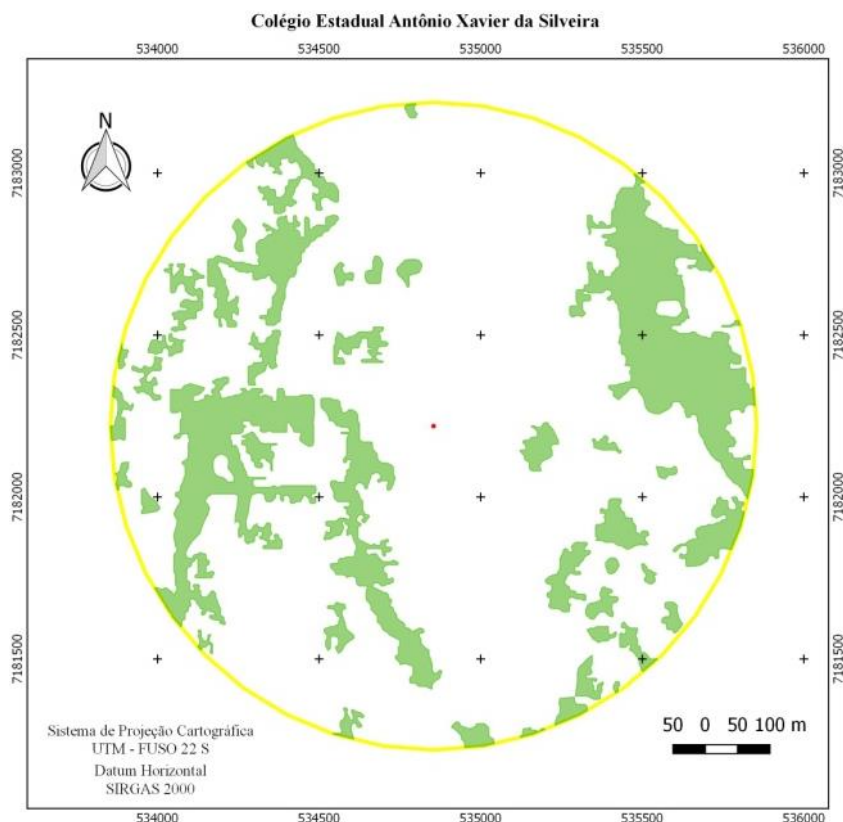 Colégio Estadual Antônio Xavier da Silveira
534000 534500 535000 535500 536000
7183000 7183000
N
7182500 7182500
7182000 7182000
7181500 7181500
Sistema de Projeção Cartográfica
UTM - FUSO 22 S
Datum Horizontal
SIRGAS 2000
50 0 50 100 m
534000 534500 535000 535500 536000